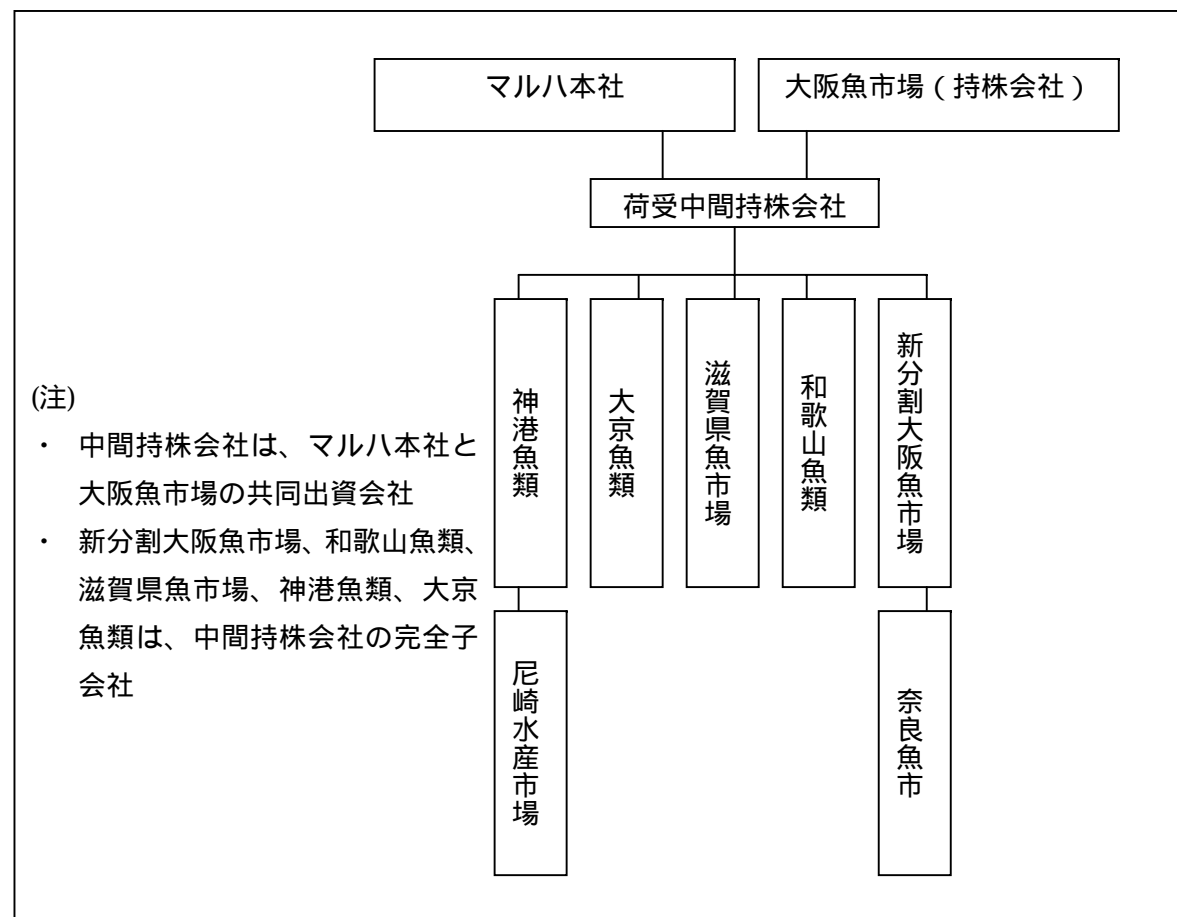 マルハ本社
大阪魚市場（持株会社）
荷受中間持株会社
神港魚類
大京魚類
滋賀県魚市場
和歌山魚類
新分割大阪魚市場
尼崎水産市場
奈良魚市
(注)
・ 中間持株会社は、マルハ本社と
大阪魚市場の共同出資会社
・ 新分割大阪魚市場、和歌山魚類、
滋賀県魚市場、神港魚類、大京
魚類は、中間持株会社の完全子
会社